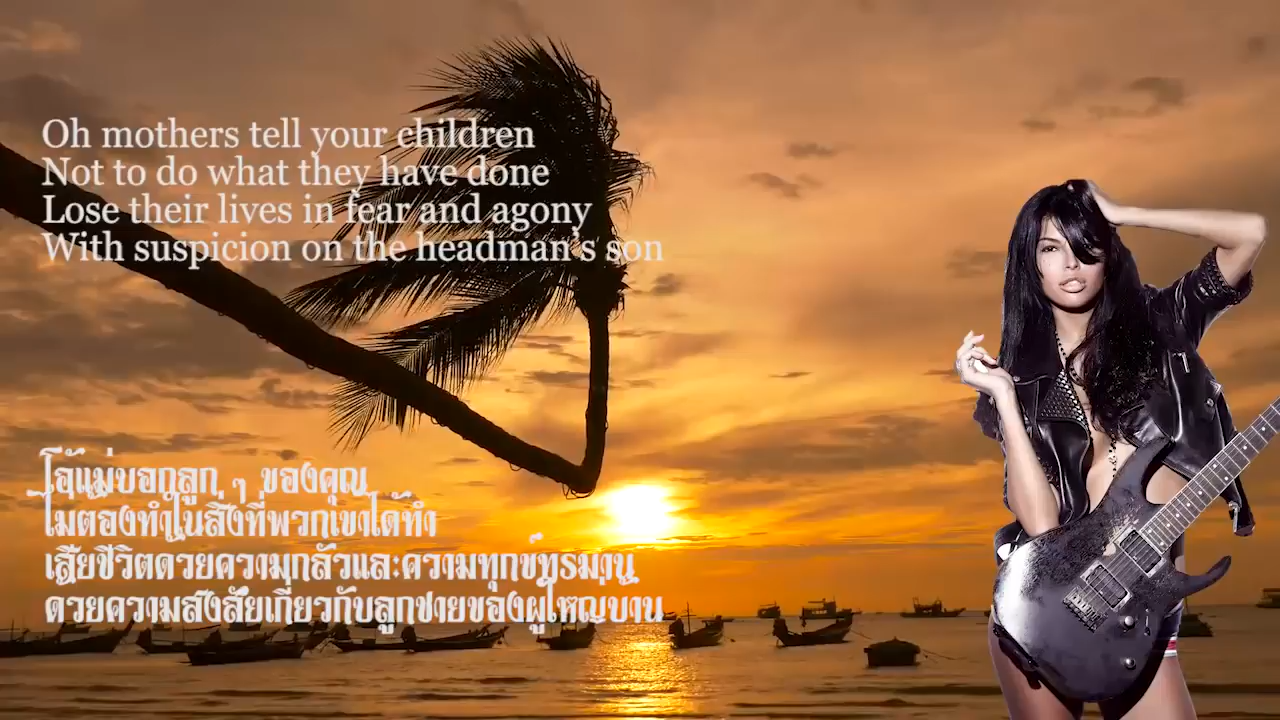 Oh mothers tell your children
Not to do what they have done
Lose their lives in fear and agony
With suspicion on the headman's son
โอ้แม่บอกลูก ๆ ของคุณ
ไม่ต้องทำในสิ่งที่พวกเขาได้ทำ
เสียชีวิตด้วยความกลัวและความทุกข์ทรมาน
ด้วยความสงสัยเกี่ยวกับลูกชายของผู้ใหญ่บ้าน